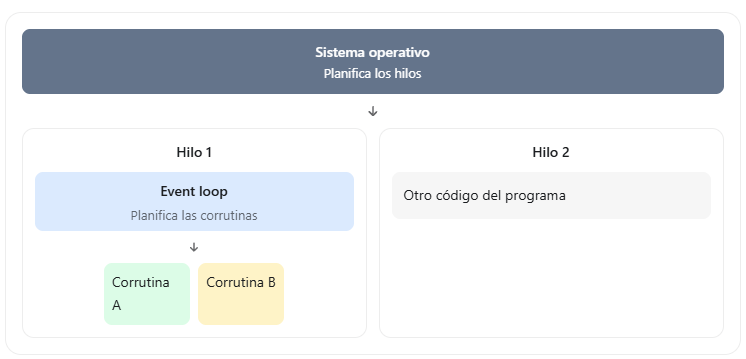 Sistema operativo
Planifica los hilos
↓
Hilo 1
Event loop
Planifica las corrutinas
↓
Corrutina
A
Corrutina B
Hilo 2
Otro código del programa